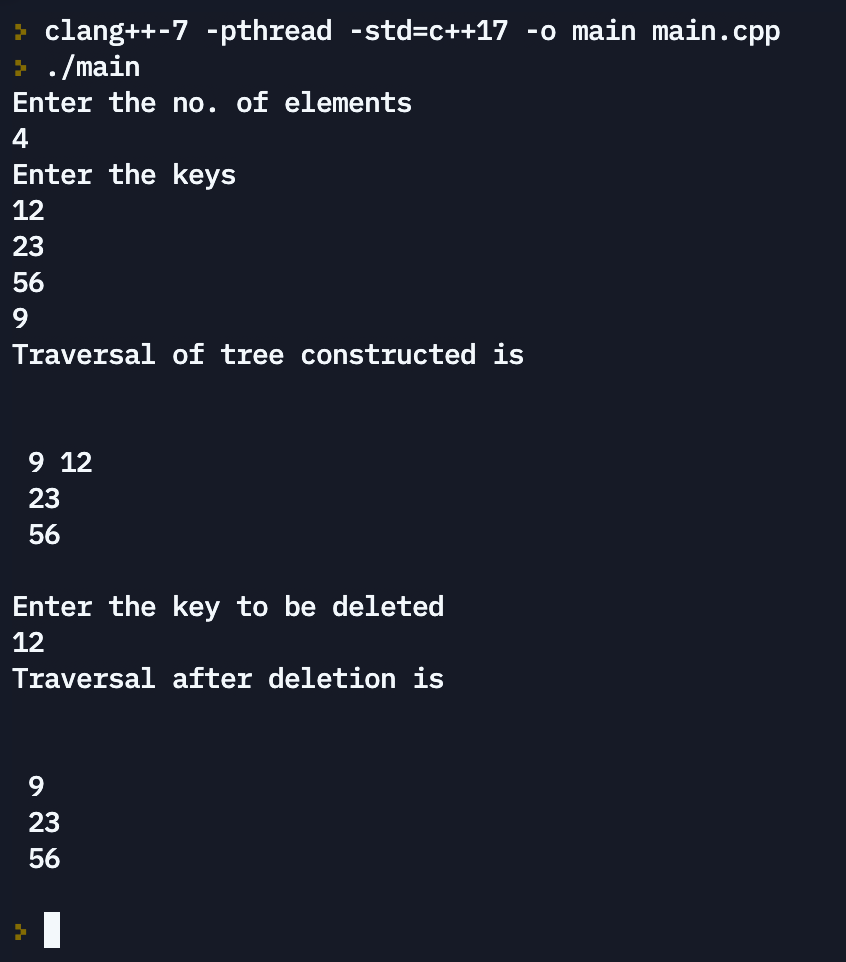 > clang++-7 -pthread -std=c++17 -o main main.cpp
> ./main
Enter the no. of elements
4
Enter the keys
12
23
56
9
Traversal of tree constructed is
9 12
23
56
Enter the key to be deleted
12
Traversal after deletion is
9
23
56
>